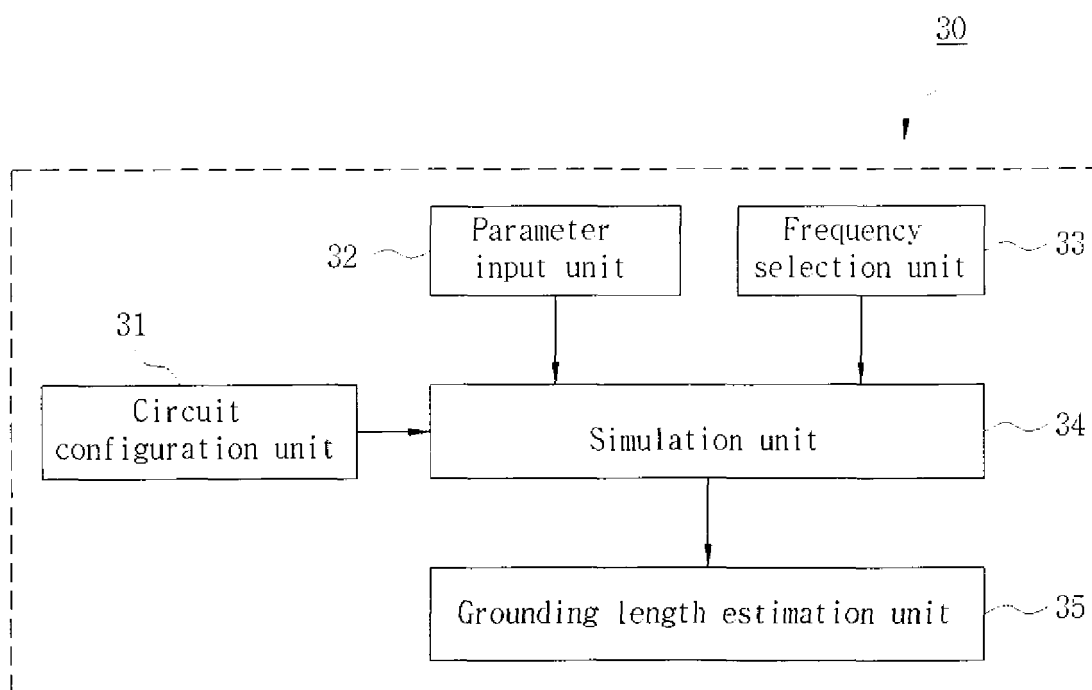 30
Parameter
input unit
32
Frequency
selection unit
33
31
Circuit
configuration unit
Simulation unit
34
Grounding length estimation unit
35